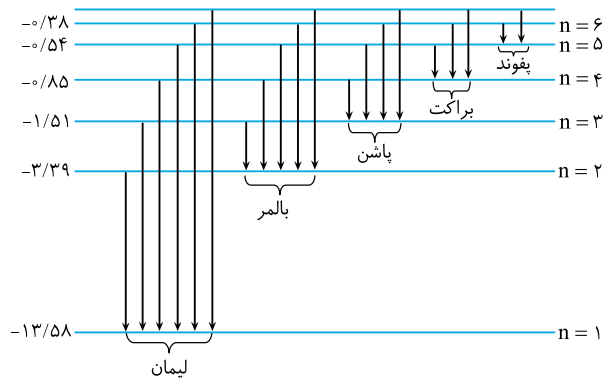 -۰/۳۸ n = ۶
-۰/۵۴ n = ۵
پفوند
-۰/۸۵ n = ۴
براکت
-۱/۵۱ n = ۳
پاشن
-۳/۳۹ n = ۲
بالمر
-۱۳/۵۸ n = ۱
لیمان